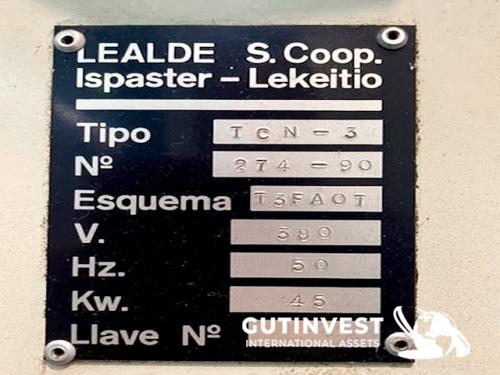 LEALDE S. Coop.
Ispaster – Lekeitio
Tipo TCN – 3
Nº 274 – 90
Esquema T3FA07
V. 380
Hz. 50
Kw. 45
Llave Nº
GUTINVEST
INTERNATIONAL ASSETS